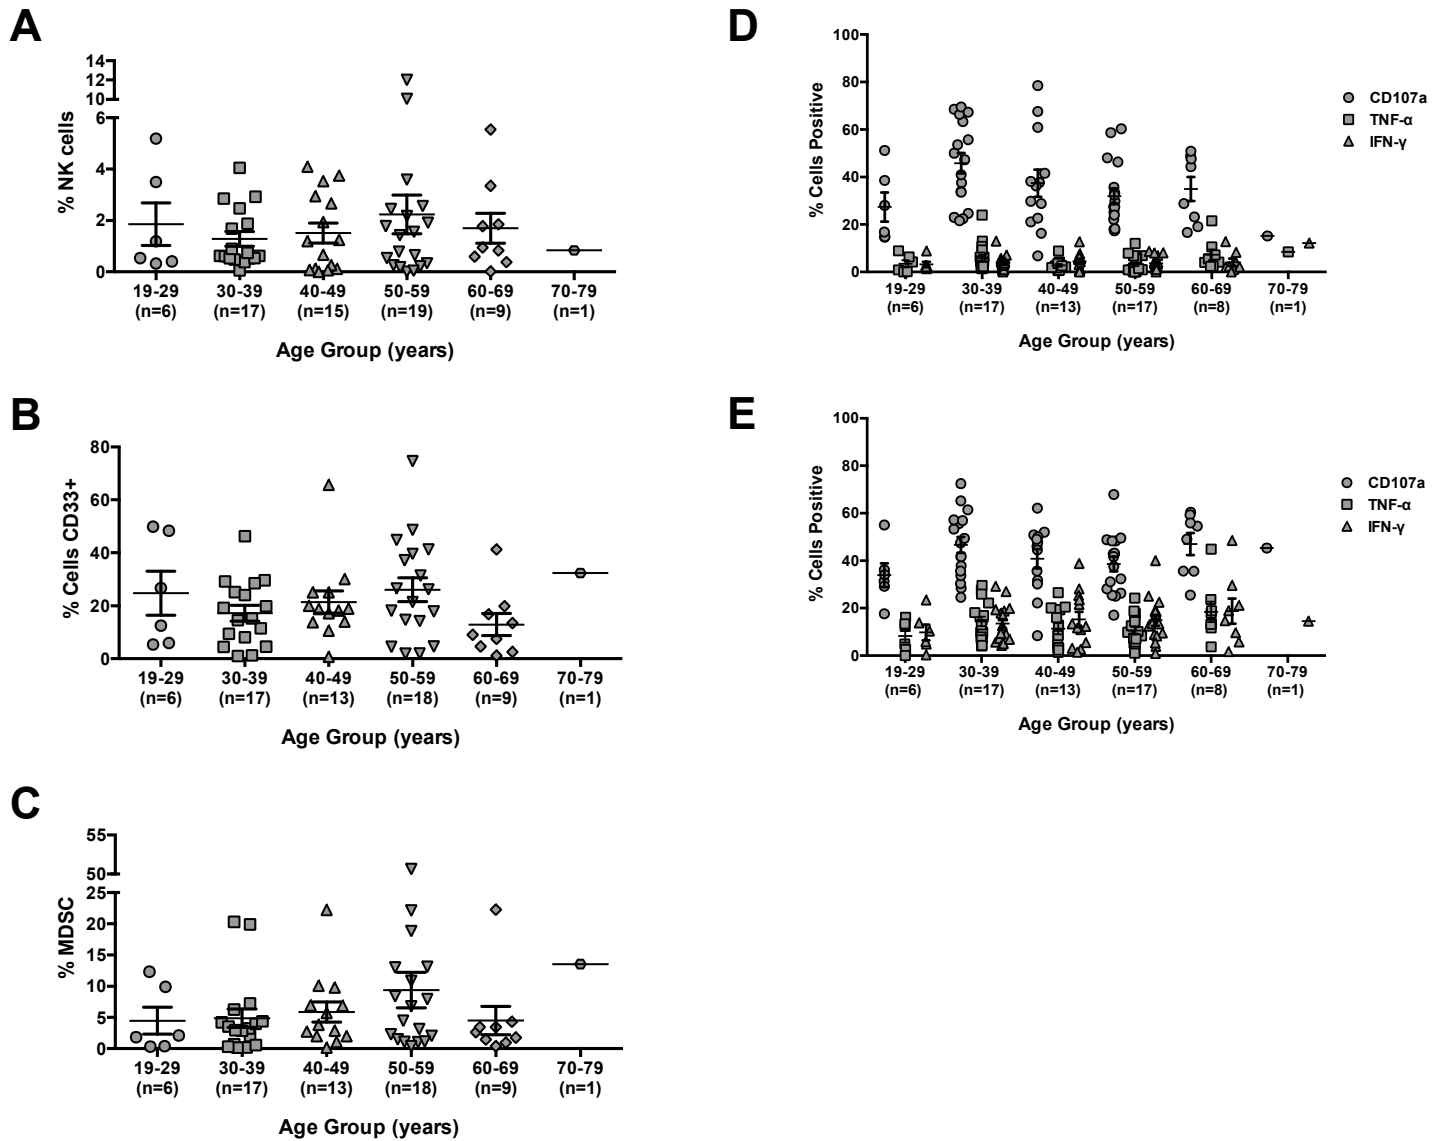 A
% NK cells
14
12
10
6
4
2
0
19-29 30-39 40-49 50-59 60-69 70-79
(n=6) (n=17) (n=15) (n=19) (n=9) (n=1)
Age Group (years)
B
% Cells CD33+
80
60
40
20
0
19-29 30-39 40-49 50-59 60-69 70-79
(n=6) (n=17) (n=13) (n=18) (n=9) (n=1)
Age Group (years)
C
% MDSC
55
50
25
20
15
10
5
0
19-29 30-39 40-49 50-59 60-69 70-79
(n=6) (n=17) (n=13) (n=18) (n=9) (n=1)
Age Group (years)
D
% Cells Positive
100
80
60
40
20
0
19-29 30-39 40-49 50-59 60-69 70-79
(n=6) (n=17) (n=13) (n=17) (n=8) (n=1)
Age Group (years)
CD107a
TNF-α
IFN-γ
E
% Cells Positive
100
80
60
40
20
0
19-29 30-39 40-49 50-59 60-69 70-79
(n=6) (n=17) (n=13) (n=17) (n=8) (n=1)
Age Group (years)
CD107a
TNF-α
IFN-γ